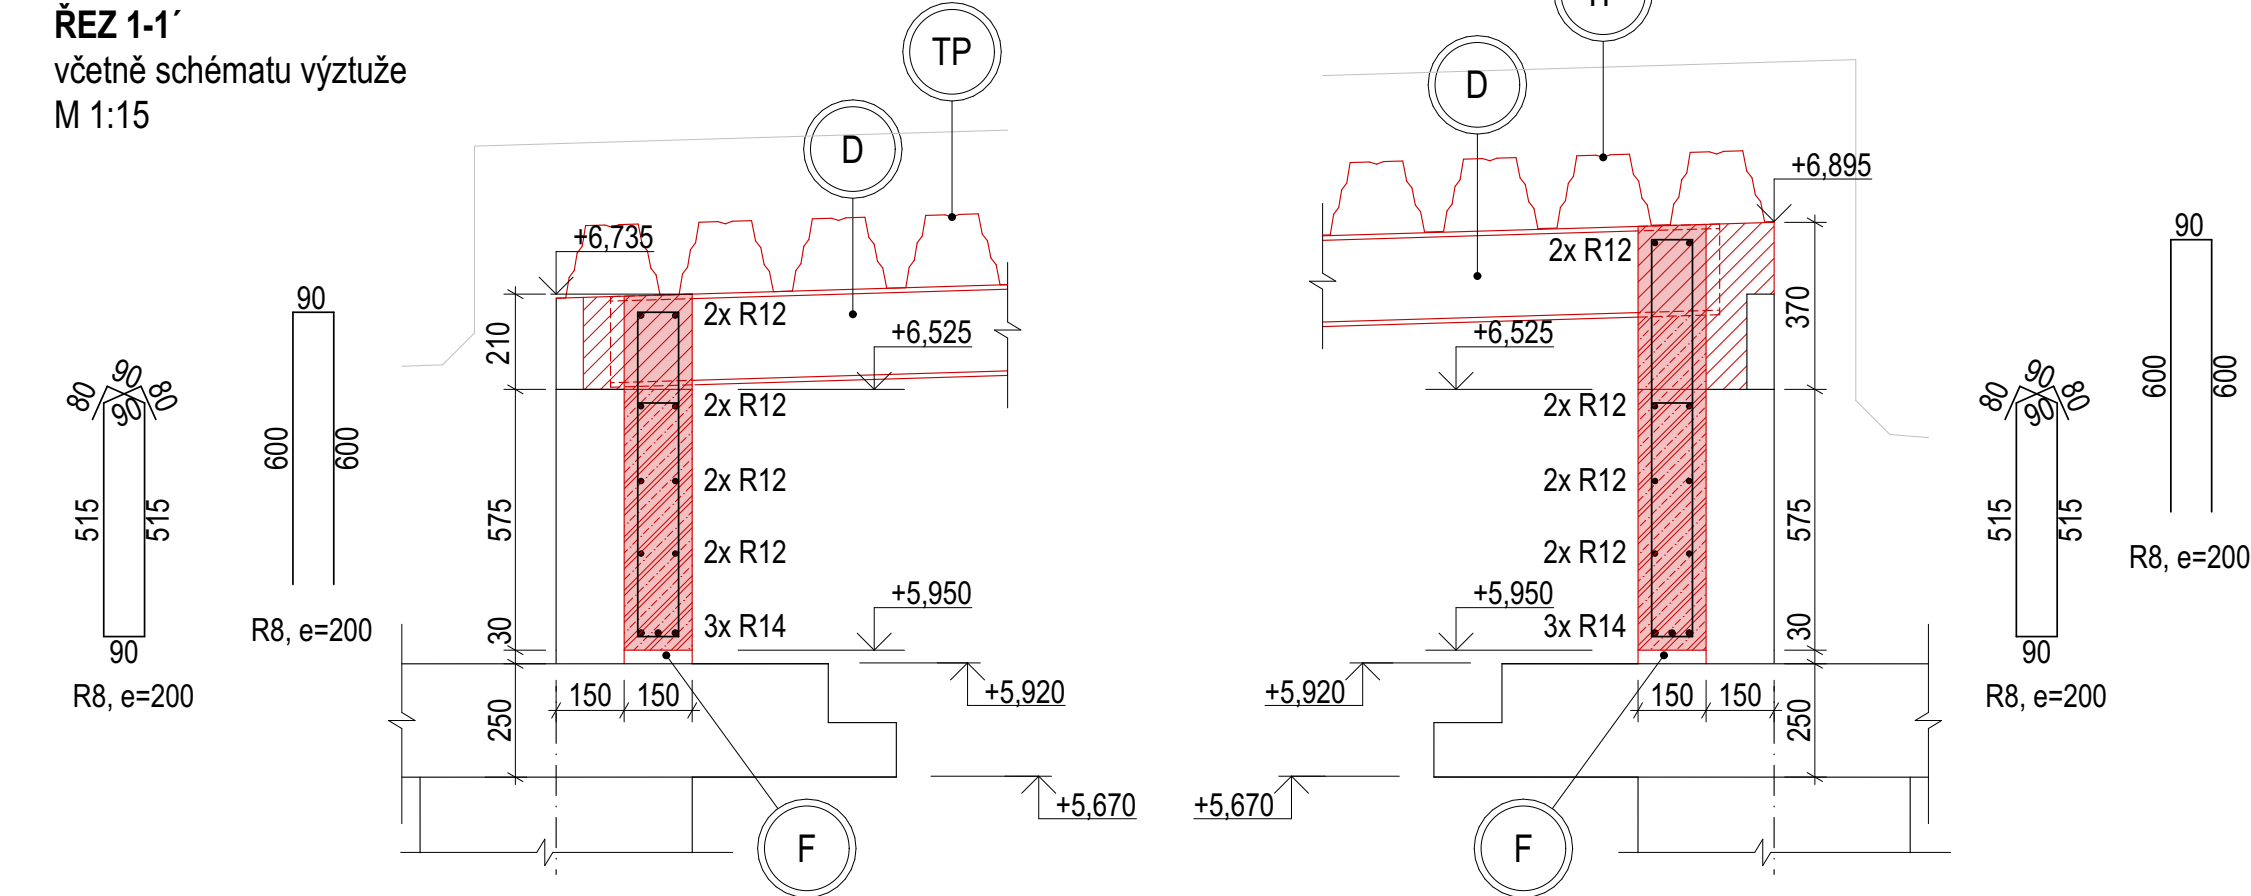 ŘEZ 1-1´
včetně schématu výztuže
M 1:15
TP
D
D
+6,735
+6,895
90
90
2x R12
2x R12
210
370
+6,525
+6,525
80
90
90
80
80
90
90
80
600
600
600
600
2x R12
2x R12
2x R12
2x R12
2x R12
2x R12
515
515
515
515
575
575
R8, e=200
R8, e=200
+5,950
+5,950
3x R14
3x R14
30
30
90
90
R8, e=200
R8, e=200
150
150
150
150
+5,920
+5,920
250
250
+5,670
+5,670
F
F